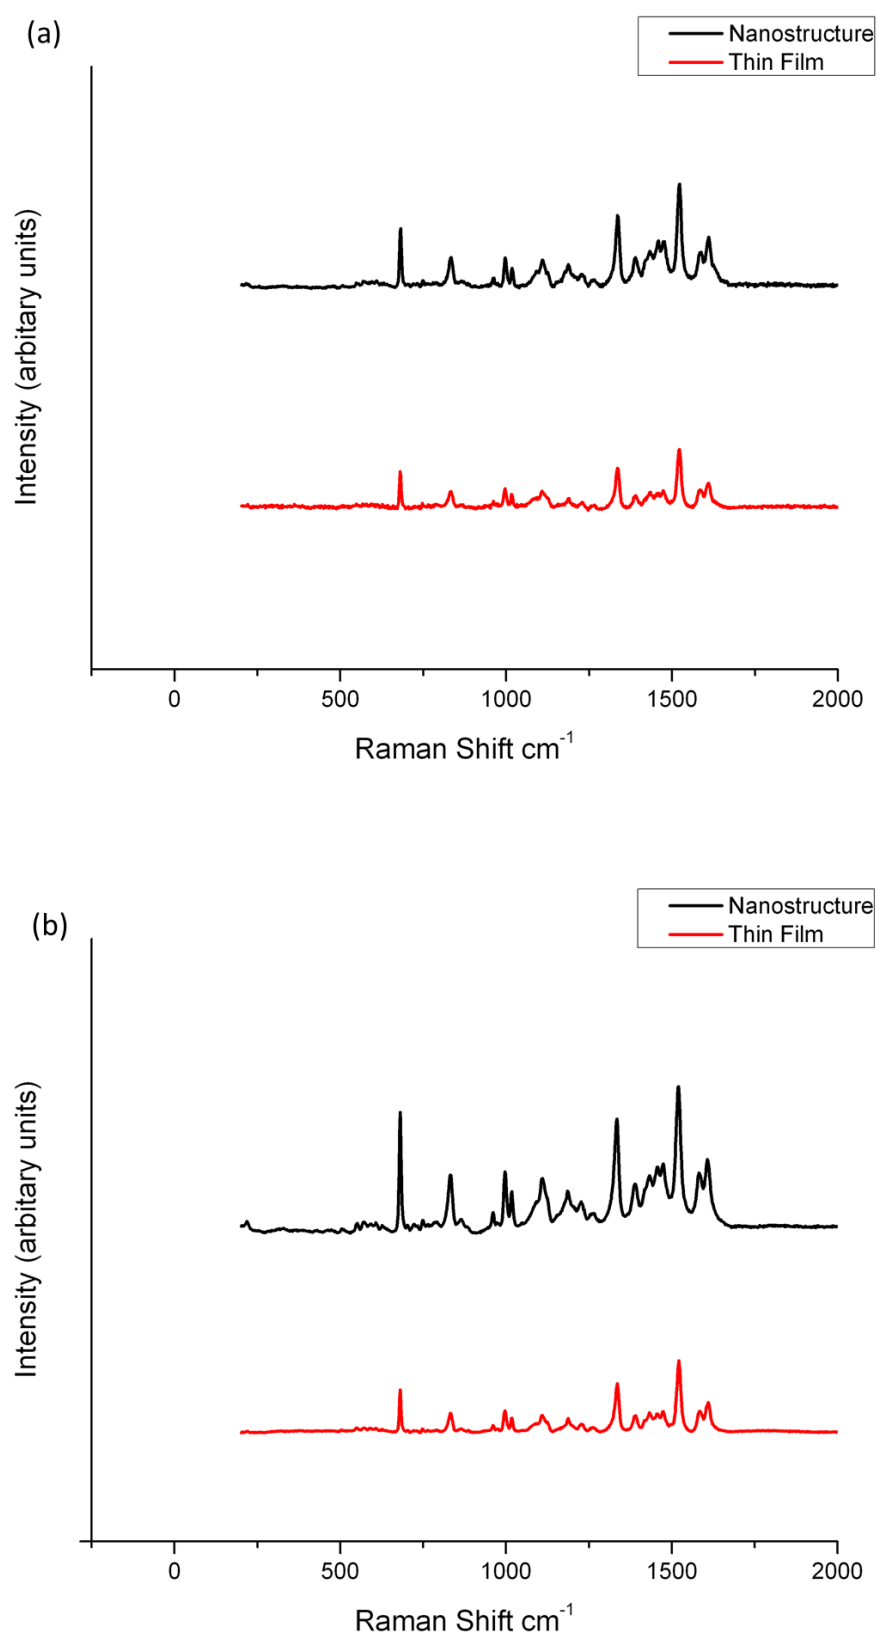 (a)
Nanostructure
Thin Film
Intensity (arbitary units)
0 500 1000 1500 2000
Raman Shift cm⁻¹
(b)
Nanostructure
Thin Film
Intensity (arbitary units)
0 500 1000 1500 2000
Raman Shift cm⁻¹